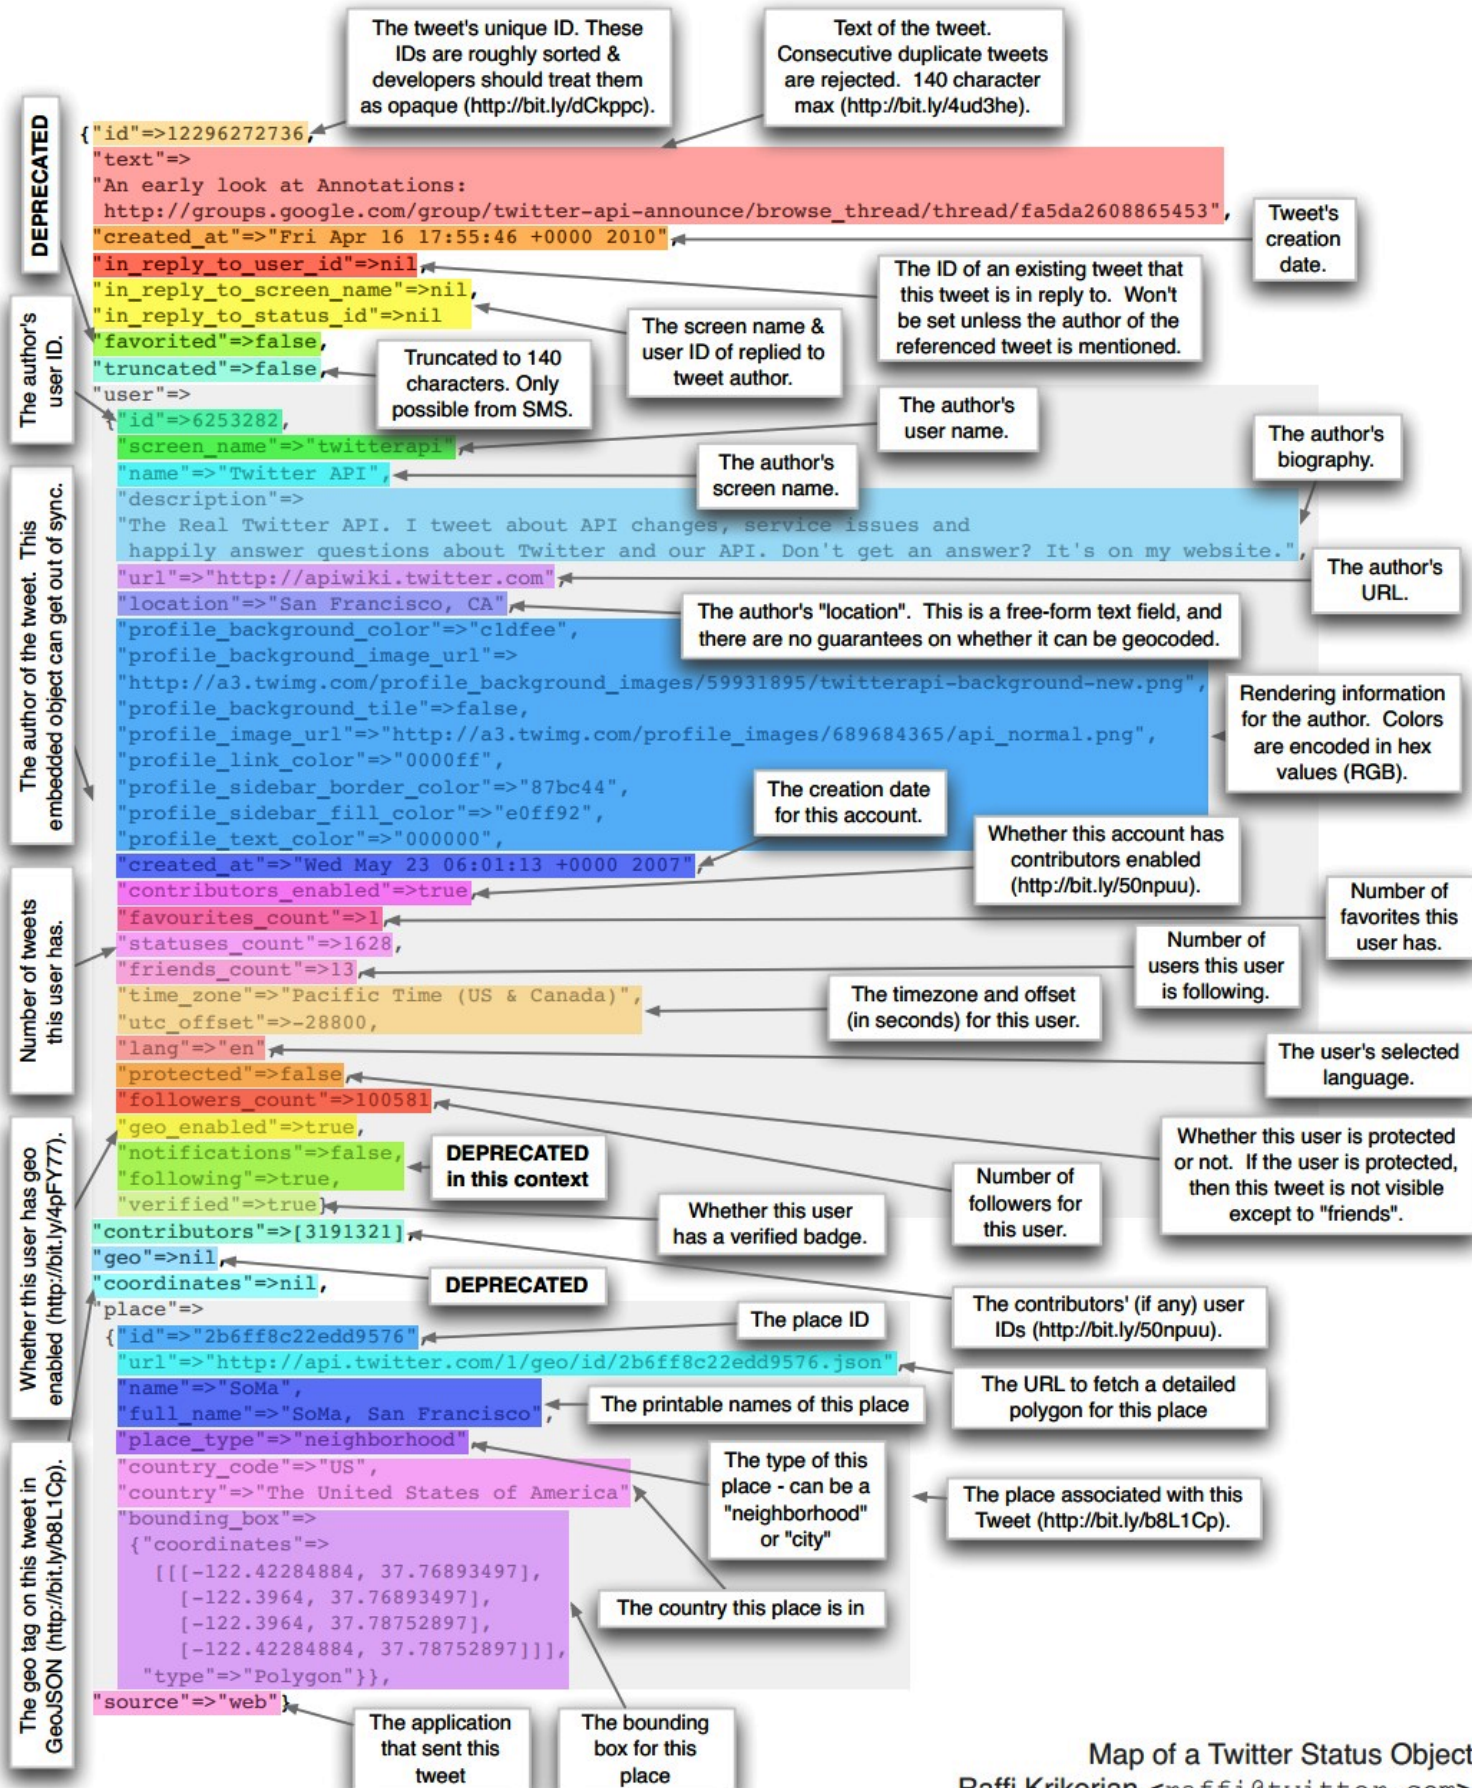 The tweet's unique ID. These
IDs are roughly sorted &
developers should treat them
as opaque (http://bit.ly/dCkppc).
Text of the tweet.
Consecutive duplicate tweets
are rejected. 140 character
max (http://bit.ly/4ud3he).
DEPRECATED
{"id"=>12296272736,
"text"=>
"An early look at Annotations:
http://groups.google.com/group/twitter-api-announce/browse_thread/thread/fa5da2608865453",
Tweet's
creation
date.
"created_at"=>"Fri Apr 16 17:55:46 +0000 2010",
"in_reply_to_user_id"=>nil,
The ID of an existing tweet that
this tweet is in reply to. Won't
be set unless the author of the
referenced tweet is mentioned.
"in_reply_to_screen_name"=>nil,
"in_reply_to_status_id"=>nil
The screen name &
user ID of replied to
tweet author.
The author's
user ID.
"favorited"=>false,
"truncated"=>false,
Truncated to 140
characters. Only
possible from SMS.
"user"=>
{"id"=>6253282,
The author's
user name.
"screen_name"=>"twitterapi",
The author's
screen name.
"name"=>"Twitter API",
The author's
biography.
The author of the tweet. This
embedded object can get out of sync.
"description"=>
"The Real Twitter API. I tweet about API changes, service issues and
happily answer questions about Twitter and our API. Don't get an answer? It's on my website.",
The author's
URL.
"url"=>"http://apiwiki.twitter.com",
"location"=>"San Francisco, CA",
The author's "location". This is a free-form text field, and
there are no guarantees on whether it can be geocoded.
"profile_background_color"=>"c1dfee",
"profile_background_image_url"=>
"http://a3.twimg.com/profile_background_images/59931895/twitterapi-background-new.png",
"profile_background_tile"=>false,
"profile_image_url"=>"http://a3.twimg.com/profile_images/689684365/api_normal.png",
"profile_link_color"=>"0000ff",
"profile_sidebar_border_color"=>"87bc44",
"profile_sidebar_fill_color"=>"e0ff92",
"profile_text_color"=>"000000",
Rendering information
for the author. Colors
are encoded in hex
values (RGB).
The creation date
for this account.
"created_at"=>"Wed May 23 06:01:13 +0000 2007",
Whether this account has
contributors enabled
(http://bit.ly/50npuu).
"contributors_enabled"=>true,
Number of
favorites this
user has.
"favourites_count"=>1,
Number of tweets
this user has.
"statuses_count"=>1628,
Number of
users this user
is following.
"friends_count"=>13,
"time_zone"=>"Pacific Time (US & Canada)",
"utc_offset"=>-28800,
The timezone and offset
(in seconds) for this user.
"lang"=>"en",
The user's selected
language.
"protected"=>false,
"followers_count"=>100581,
Whether this user is protected
or not. If the user is protected,
then this tweet is not visible
except to "friends".
Whether this user has geo
enabled (http://bit.ly/4pFY77).
"geo_enabled"=>true,
"notifications"=>false,
"following"=>true,
DEPRECATED
in this context
Number of
followers for
this user.
"verified"=>true},
Whether this user
has a verified badge.
"contributors"=>[3191321],
"geo"=>nil,
DEPRECATED
"coordinates"=>nil,
The contributors' (if any) user
IDs (http://bit.ly/50npuu).
"place"=>
{"id"=>"2b6ff8c22edd9576",
The place ID
"url"=>"http://api.twitter.com/1/geo/id/2b6ff8c22edd9576.json",
The URL to fetch a detailed
polygon for this place
"name"=>"SoMa",
"full_name"=>"SoMa, San Francisco",
The printable names of this place
"place_type"=>"neighborhood",
The type of this
place - can be a
"neighborhood"
or "city"
"country_code"=>"US",
"country"=>"The United States of America",
The place associated with this
Tweet (http://bit.ly/b8L1Cp).
The geo tag on this tweet in
GeoJSON (http://bit.ly/b8L1Cp).
"bounding_box"=>
{"coordinates"=>
[[[-122.42284884, 37.76893497],
[-122.3964, 37.76893497],
[-122.3964, 37.78752897],
[-122.42284884, 37.78752897]]],
"type"=>"Polygon"}},
The country this place is in
"source"=>"web"}
The application
that sent this
tweet
The bounding
box for this
place
Map of a Twitter Status Object
Raffi Krikorian <raffi@twitter.com>